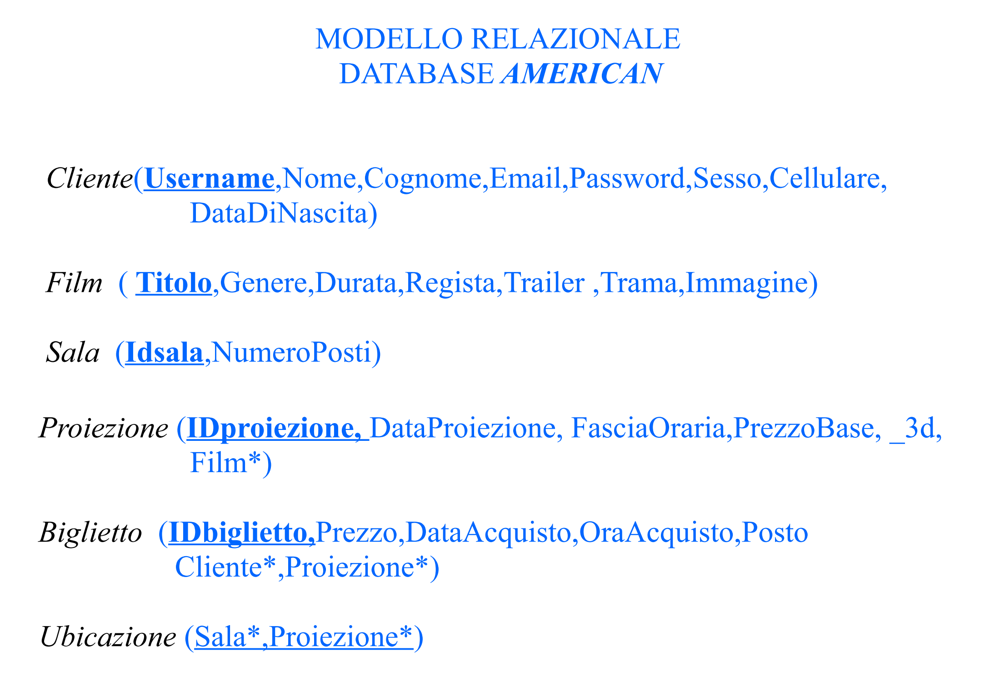 MODELLO RELAZIONALE
DATABASE AMERICAN
Cliente(Username,Nome,Cognome,Email,Password,Sesso,Cellulare,
DataDiNascita)
Film ( Titolo,Genere,Durata,Regista,Trailer ,Trama,Immagine)
Sala (Idsala,NumeroPosti)
Proiezione (IDproiezione, DataProiezione, FasciaOraria,PrezzoBase, _3d,
Film*)
Biglietto (IDbiglietto,Prezzo,DataAcquisto,OraAcquisto,Posto
Cliente*,Proiezione*)
Ubicazione (Sala*,Proiezione*)